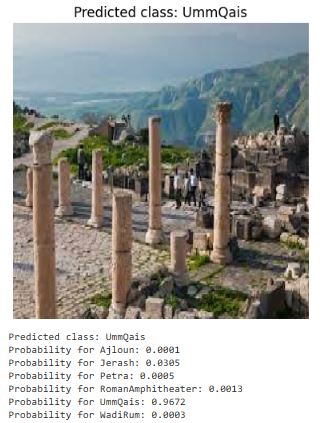 Predicted class: UmmQais
Predicted class: UmmQais
Probability for Ajloun: 0.0001
Probability for Jerash: 0.0305
Probability for Petra: 0.0005
Probability for RomanAmphitheater: 0.0013
Probability for UmmQais: 0.9672
Probability for WadiRum: 0.0003